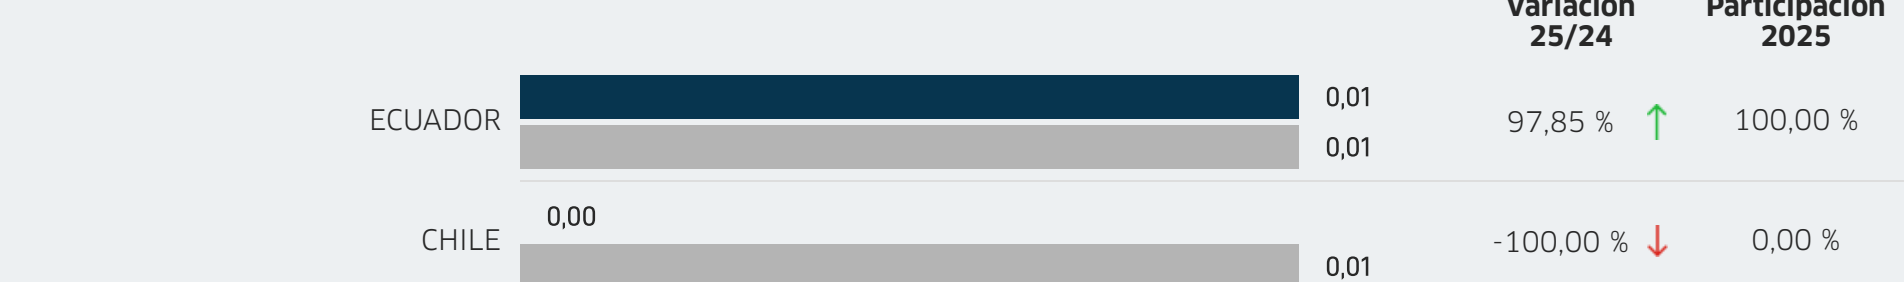 Variación Participación
25/24 2025
0,01
ECUADOR 97,85 % 100,00 %
0,01
0,00
CHILE -100,00 % 0,00 %
0,01